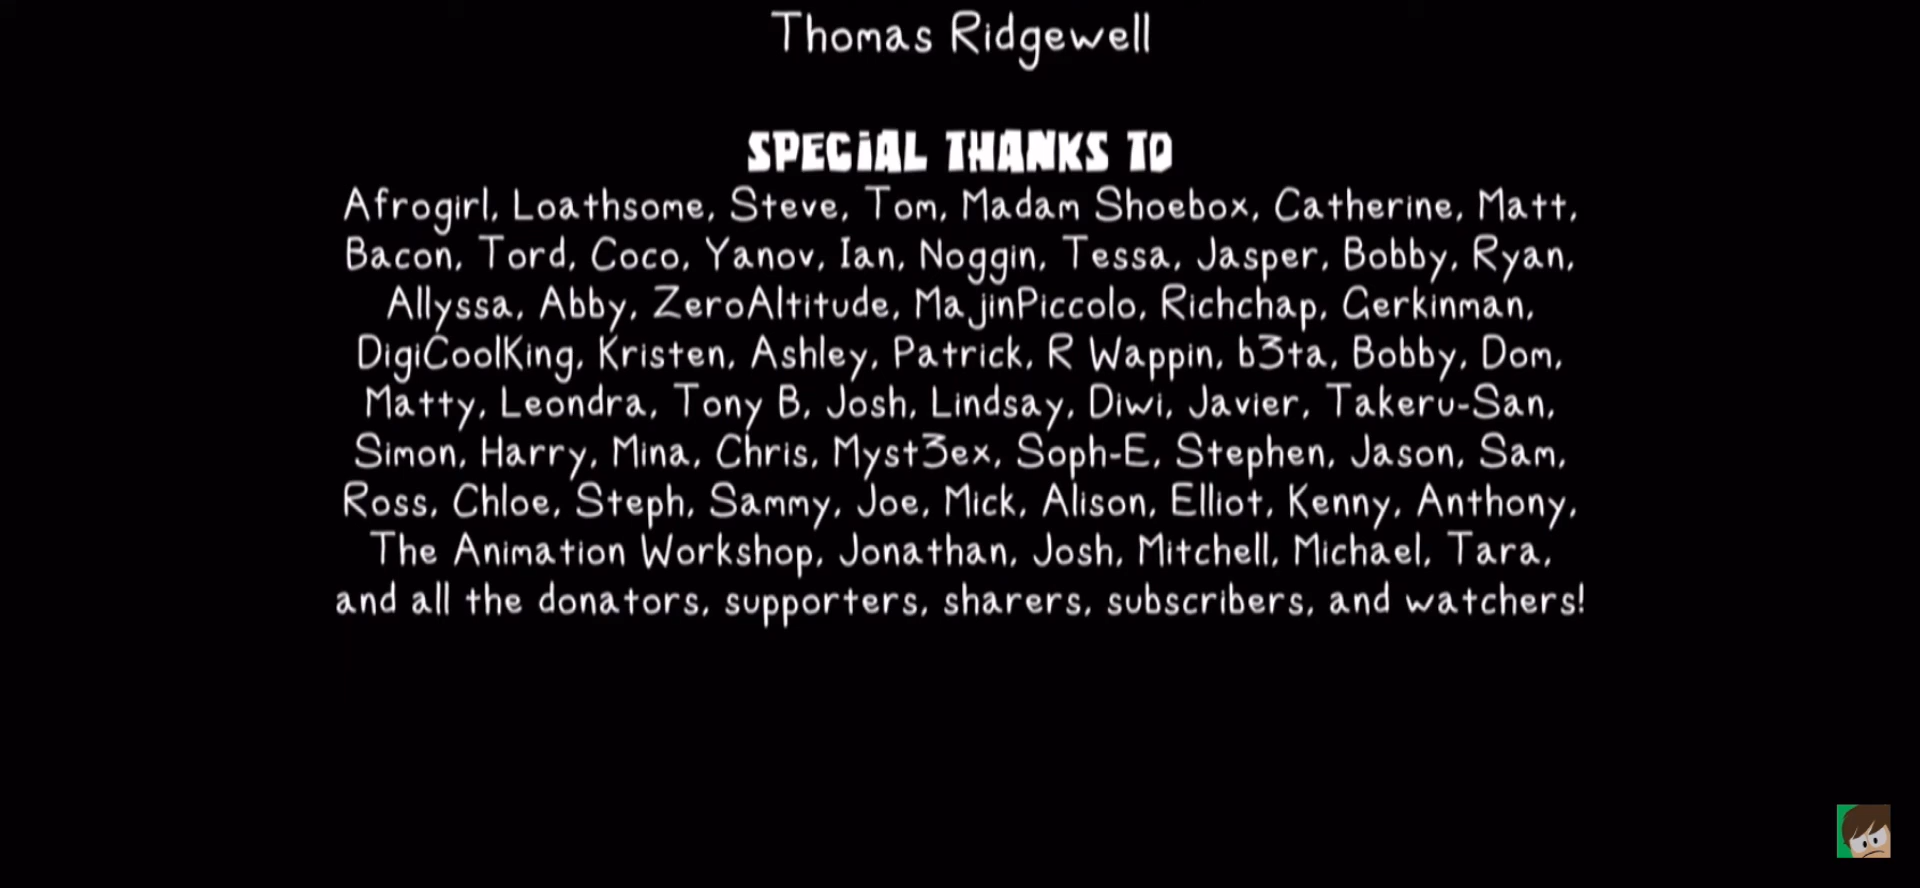 Thomas Ridgewell
SPECIAL THANKS TO
Afrogirl, Loathsome, Steve, Tom, Madam Shoebox, Catherine, Matt,
Bacon, Tord, Coco, Yanov, Ian, Noggin, Tessa, Jasper, Bobby, Ryan,
Allyssa, Abby, ZeroAltitude, MajinPiccolo, Richchap, Gerkinman,
DigiCoolKing, Kristen, Ashley, Patrick, R Wappin, b3ta, Bobby, Dom,
Matty, Leondra, Tony B, Josh, Lindsay, Diwi, Javier, Takeru-San,
Simon, Harry, Mina, Chris, Myst3ex, Soph-E, Stephen, Jason, Sam,
Ross, Chloe, Steph, Sammy, Joe, Mick, Alison, Elliot, Kenny, Anthony,
The Animation Workshop, Jonathan, Josh, Mitchell, Michael, Tara,
and all the donators, supporters, sharers, subscribers, and watchers!